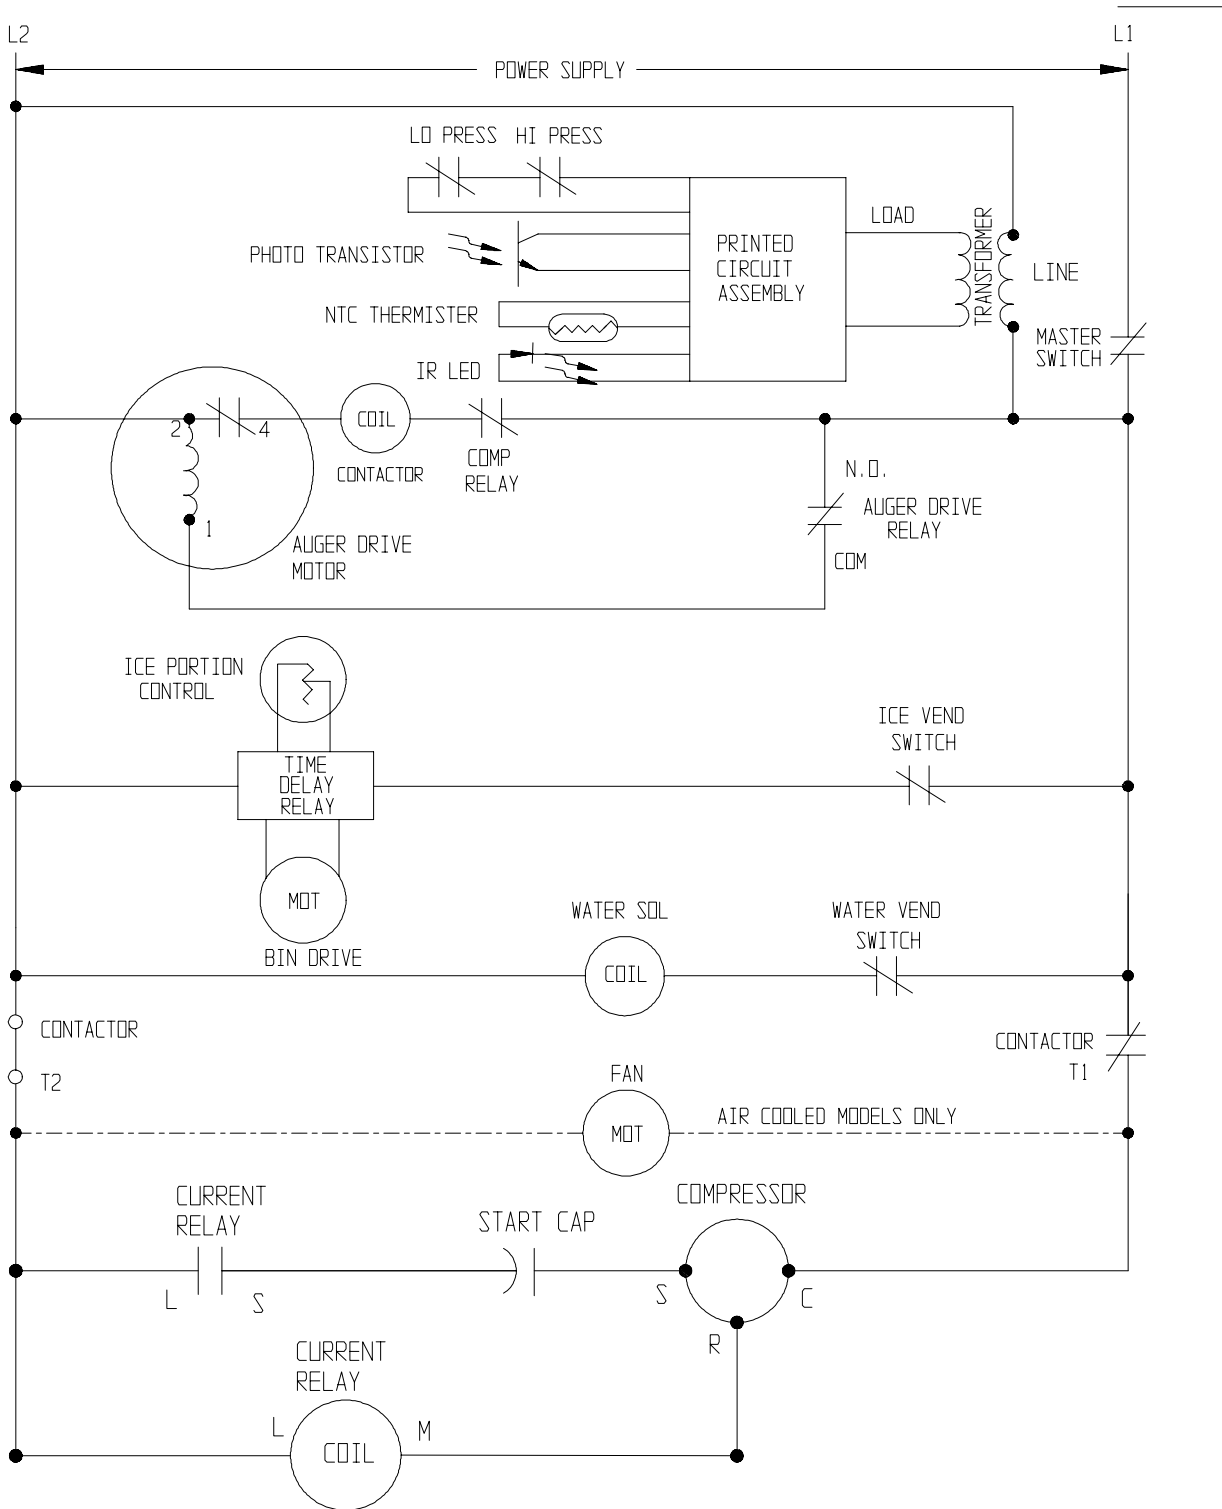 L2
L1
POWER SUPPLY
LO PRESS HI PRESS
LOAD
TRANSFORMER
PHOTO TRANSISTOR
PRINTED
CIRCUIT
ASSEMBLY
LINE
NTC THERMISTER
MASTER
SWITCH
IR LED
2
4
COIL
CONTACTOR
COMP
RELAY
N.O.
AUGER DRIVE
RELAY
COM
1
AUGER DRIVE
MOTOR
ICE PORTION
CONTROL
ICE VEND
SWITCH
TIME
DELAY
RELAY
MOT
BIN DRIVE
WATER SOL
COIL
WATER VEND
SWITCH
CONTACTOR
T2
CONTACTOR
T1
FAN
MOT
AIR COOLED MODELS ONLY
CURRENT
RELAY
L
S
START CAP
COMPRESSOR
S
C
R
CURRENT
RELAY
L
M
COIL